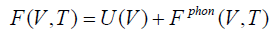 F(V,T) = U(V) + F^{phon}(V,T)